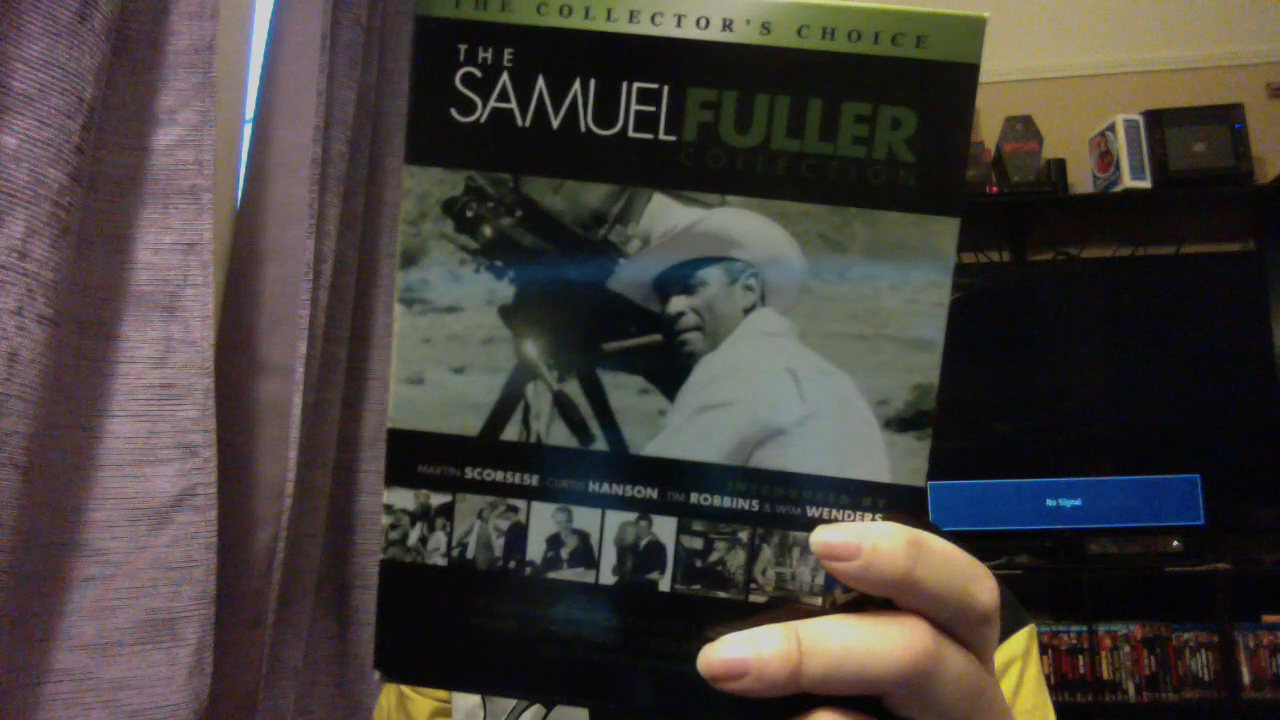 THE COLLECTOR'S CHOICE
THE
SAMUEL FULLER
COLLECTION
INTRODUCED BY
MARTIN SCORSESE CURTIS HANSON TIM ROBBINS & WIM WENDERS
No Signal